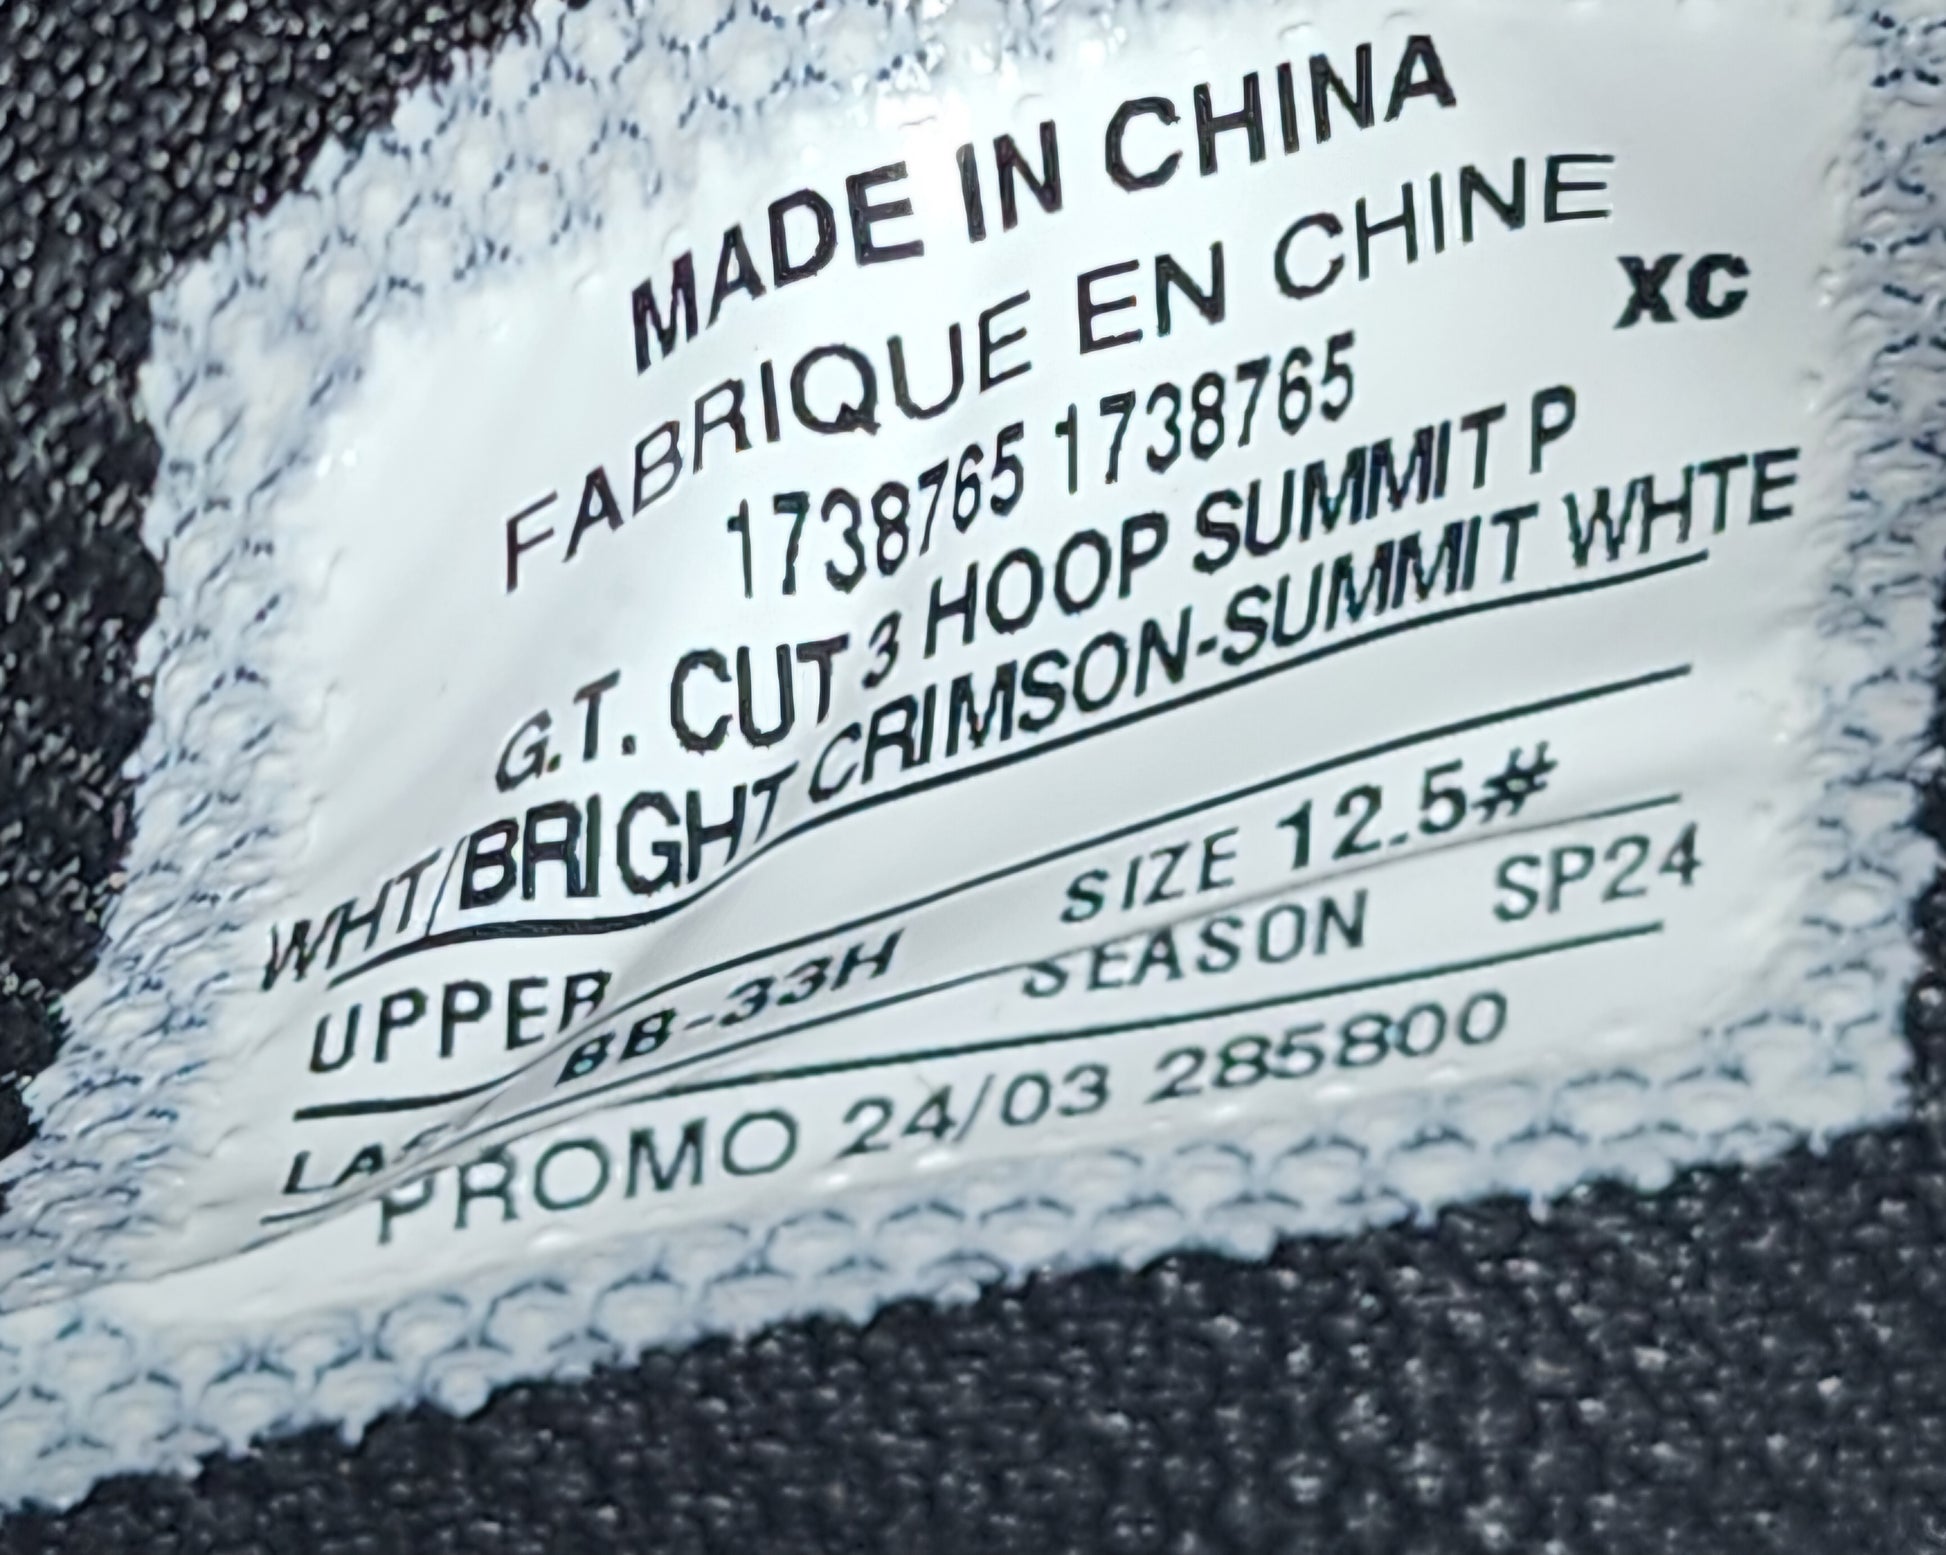 MADE IN CHINA
FABRIQUE EN CHINE
XC
1738765 1738765
G.T. CUT 3 HOOP SUMMIT P
WHT/BRIGHT CRIMSON-SUMMIT WHTE
UPPER BB-33H SIZE 12.5#
SEASON SP24
PROMO 24/03 285800